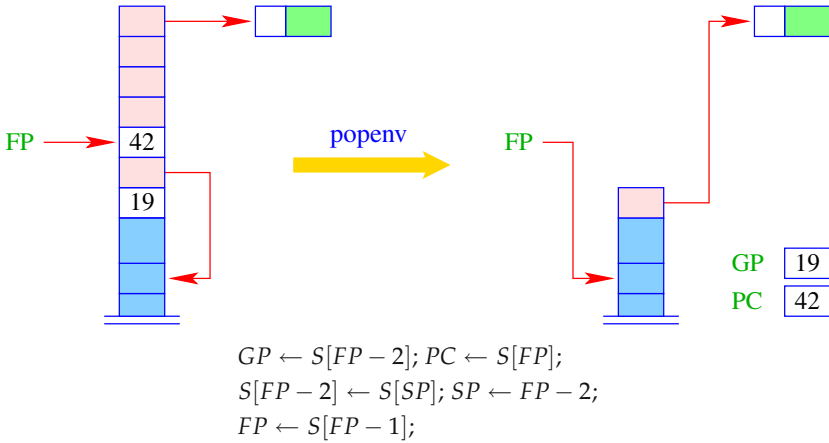 FP
42
19
popenv
FP
GP 19
PC 42
GP ← S[FP − 2]; PC ← S[FP];
S[FP − 2] ← S[SP]; SP ← FP − 2;
FP ← S[FP − 1];